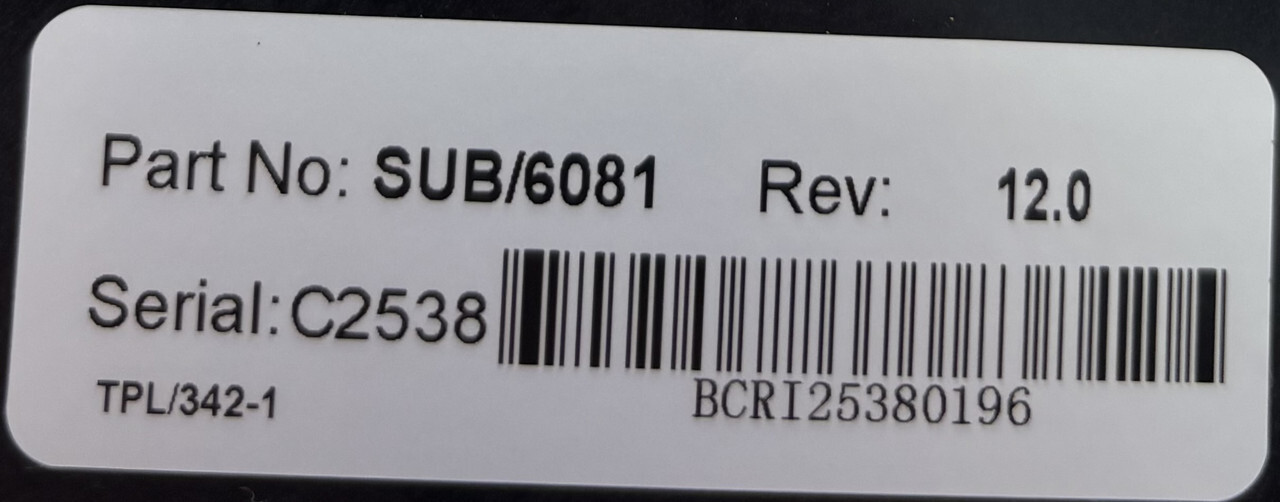 Part No: SUB/6081 Rev: 12.0
Serial: C2538
BCRI25380196
TPL/342-1